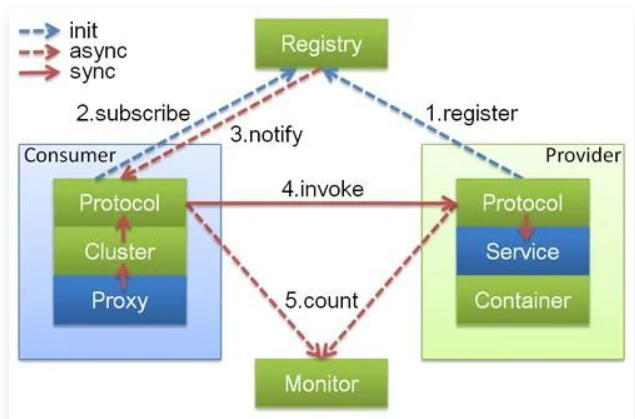 init
async
sync
Registry
2.subscribe
1.register
3.notify
Consumer
Provider
Protocol
4.invoke
Protocol
Cluster
Service
Proxy
5.count
Container
Monitor